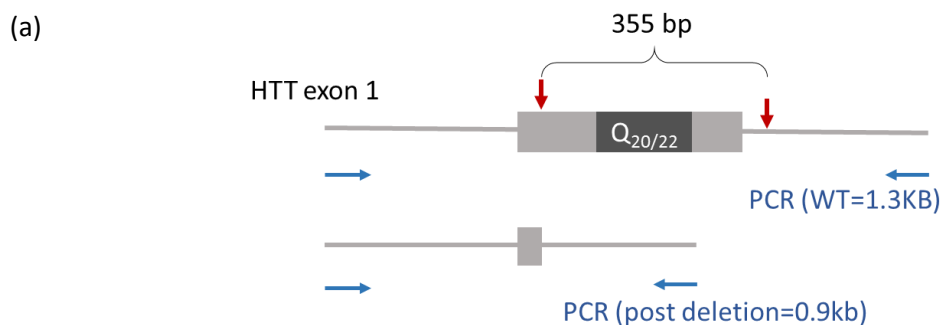 (a)
355 bp
HTT exon 1
Q20/22
PCR (WT=1.3KB)
PCR (post deletion=0.9kb)